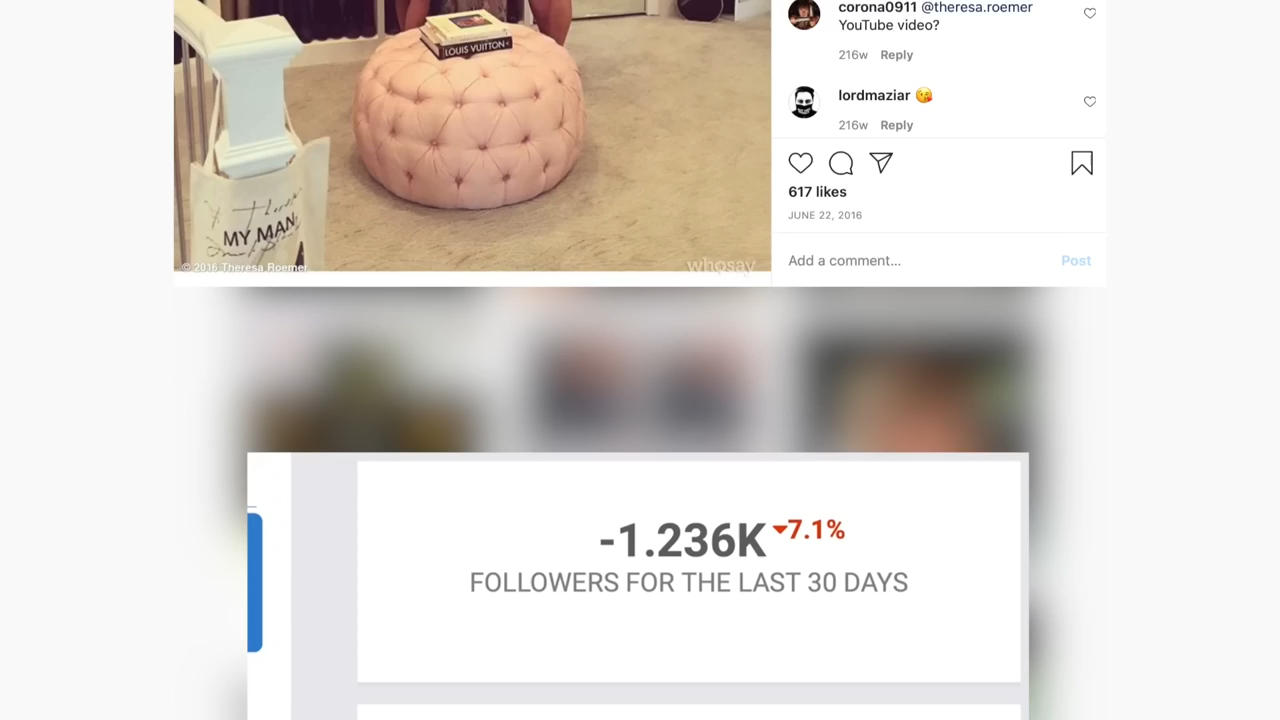 corona0911 @theresa.roemer
YouTube video?
216w Reply
lordmaziar 😘
216w Reply
617 likes
JUNE 22, 2016
Add a comment... Post
LOUIS VUITTON
MY MAN
© 2016 Theresa Roemer
whosay
-1.236K 7.1%
FOLLOWERS FOR THE LAST 30 DAYS